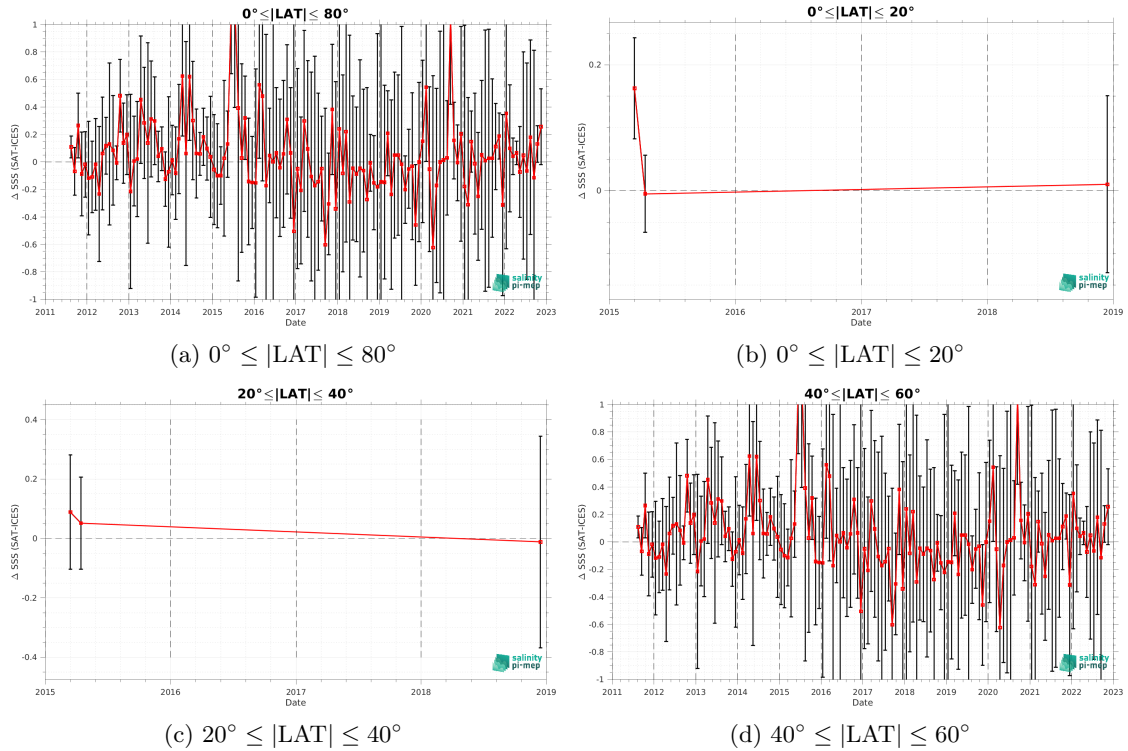 0°≤|LAT|≤ 80°
Δ SSS (SAT-ICES)
1
0.8
0.6
0.4
0.2
0
-0.2
-0.4
-0.6
-0.8
-1
2011 2012 2013 2014 2015 2016 2017 2018 2019 2020 2021 2022 2023
Date
salinity
pi-mep
(a) 0° ≤ |LAT| ≤ 80°
0°≤|LAT|≤ 20°
Δ SSS (SAT-ICES)
0.2
0
2015 2016 2017 2018 2019
Date
salinity
pi-mep
(b) 0° ≤ |LAT| ≤ 20°
20°≤|LAT|≤ 40°
Δ SSS (SAT-ICES)
0.4
0.2
0
-0.2
-0.4
2015 2016 2017 2018 2019
Date
salinity
pi-mep
(c) 20° ≤ |LAT| ≤ 40°
40°≤|LAT|≤ 60°
Δ SSS (SAT-ICES)
1
0.8
0.6
0.4
0.2
0
-0.2
-0.4
-0.6
-0.8
-1
2011 2012 2013 2014 2015 2016 2017 2018 2019 2020 2021 2022 2023
Date
salinity
pi-mep
(d) 40° ≤ |LAT| ≤ 60°